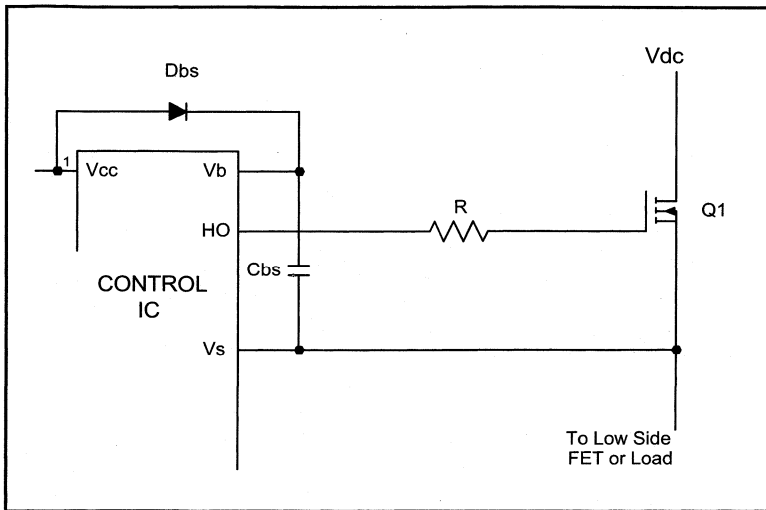 Dbs
Vdc
1
Vcc
Vb
R
Q1
HO
Cbs
CONTROL
IC
Vs
To Low Side
FET or Load